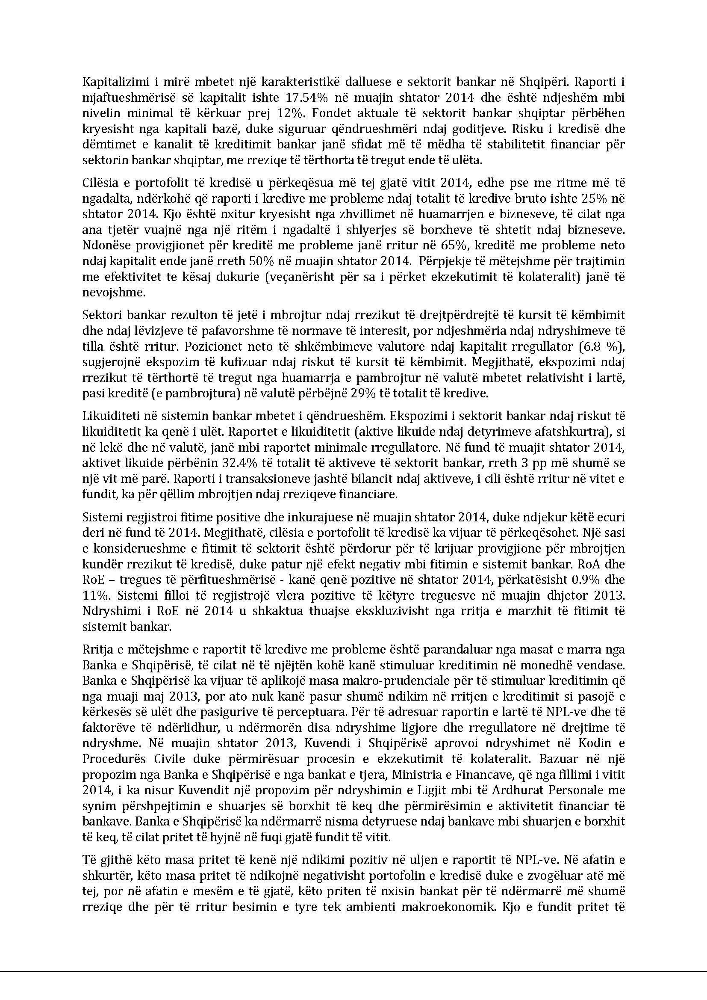 Kapitalizimi i mirë mbetet një karakteristikë dalluese e sektorit bankar në Shqipëri. Raporti i
mjaftueshmërisë së kapitalit ishte 17.54% në muajin shtator 2014 dhe është ndjeshëm mbi
nivelin minimal të kërkuar prej 12%. Fondet aktuale të sektorit bankar shqiptar përbëhen
kryesisht nga kapitali bazë, duke siguruar qëndrueshmëri ndaj goditjeve. Risku i kredisë dhe
dëmtimet e kanalit të kreditimit bankar janë sfidat më të mëdha të stabilitetit financiar për
sektorin bankar shqiptar, me rreziqe të tërthorta të tregut ende të ulëta.
Cilësia e portofolit të kredisë u përkeqësua më tej gjatë vitit 2014, edhe pse me ritme më të
ngadalta, ndërkohë që raporti i kredive me probleme ndaj totalit të kredive bruto ishte 25% në
shtator 2014. Kjo është nxitur kryesisht nga zhvillimet në huamarrjen e bizneseve, të cilat nga
ana tjetër vuajnë nga një ritëm i ngadaltë i shlyerjes së borxheve të shtetit ndaj bizneseve.
Ndonëse provigjionet për kreditë me probleme janë rritur në 65%, kreditë me probleme neto
ndaj kapitalit ende janë rreth 50% në muajin shtator 2014. Përpjekje të mëtejshme për trajtimin
me efektivitet te kësaj dukurie (veçanërisht për sa i përket ekzekutimit të kolateralit) janë të
nevojshme.
Sektori bankar rezulton të jetë i mbrojtur ndaj rrezikut të drejtpërdrejtë të kursit të këmbimit
dhe ndaj lëvizjeve të pafavorshme të normave të interesit, por ndjeshmëria ndaj ndryshimeve të
tilla është rritur. Pozicionet neto të shkëmbimeve valutore ndaj kapitalit rregullator (6.8 %),
sugjerojnë ekspozim të kufizuar ndaj riskut të kursit të këmbimit. Megjithatë, ekspozimi ndaj
rrezikut të tërthortë të tregut nga huamarrja e pambrojtur në valutë mbetet relativisht i lartë,
pasi kreditë (e pambrojtura) në valutë përbëjnë 29% të totalit të kredive.
Likuiditeti në sistemin bankar mbetet i qëndrueshëm. Ekspozimi i sektorit bankar ndaj riskut të
likuiditetit ka qenë i ulët. Raportet e likuiditetit (aktive likuide ndaj detyrimeve afatshkurtra), si
në lekë dhe në valutë, janë mbi raportet minimale rregullatore. Në fund të muajit shtator 2014,
aktivet likuide përbënin 32.4% të totalit të aktiveve të sektorit bankar, rreth 3 pp më shumë se
një vit më parë. Raporti i transaksioneve jashtë bilancit ndaj aktiveve, i cili është rritur në vitet e
fundit, ka për qëllim mbrojtjen ndaj rreziqeve financiare.
Sistemi regjistroi fitime positive dhe inkurajuese në muajin shtator 2014, duke ndjekur këtë ecuri
deri në fund të 2014. Megjithatë, cilësia e portofolit të kredisë ka vijuar të përkeqësohet. Një sasi
e konsiderueshme e fitimit të sektorit është përdorur për të krijuar provigjione për mbrojtjen
kundër rrezikut të kredisë, duke patur një efekt negativ mbi fitimin e sistemit bankar. RoA dhe
RoE – tregues të përfitueshmërisë - kanë qenë pozitive në shtator 2014, përkatësisht 0.9% dhe
11%. Sistemi filloi të regjistrojë vlera pozitive të këtyre treguesve në muajin dhjetor 2013.
Ndryshimi i RoE në 2014 u shkaktua thuajse ekskluzivisht nga rritja e marzhit të fitimit të
sistemit bankar.
Rritja e mëtejshme e raportit të kredive me probleme është parandaluar nga masat e marra nga
Banka e Shqipërisë, të cilat në të njëjtën kohë kanë stimuluar kreditimin në monedhë vendase.
Banka e Shqipërisë ka vijuar të aplikojë masa makro-prudenciale për të stimuluar kreditimin që
nga muaji maj 2013, por ato nuk kanë pasur shumë ndikim në rritjen e kreditimit si pasojë e
kërkesës së ulët dhe pasigurive të perceptuara. Për të adresuar raportin e lartë të NPL-ve dhe të
faktorëve të ndërlidhur, u ndërmorën disa ndryshime ligjore dhe rregullatore në drejtime të
ndryshme. Në muajin shtator 2013, Kuvendi i Shqipërisë aprovoi ndryshimet në Kodin e
Procedurës Civile duke përmirësuar procesin e ekzekutimit të kolateralit. Bazuar në një
propozim nga Banka e Shqipërisë e nga bankat e tjera, Ministria e Financave, që nga fillimi i vitit
2014, i ka nisur Kuvendit një propozim për ndryshimin e Ligjit mbi të Ardhurat Personale me
synim përshpejtimin e shuarjes së borxhit të keq dhe përmirësimin e aktivitetit financiar të
bankave. Banka e Shqipërisë ka ndërmarrë nisma detyruese ndaj bankave mbi shuarjen e borxhit
të keq, të cilat pritet të hyjnë në fuqi gjatë fundit të vitit.
Të gjithë këto masa pritet të kenë një ndikimi pozitiv në uljen e raportit të NPL-ve. Në afatin e
shkurtër, këto masa pritet të ndikojnë negativisht portofolin e kredisë duke e zvogëluar atë më
tej, por në afatin e mesëm e të gjatë, këto priten të nxisin bankat për të ndërmarrë më shumë
rreziqe dhe për të rritur besimin e tyre tek ambienti makroekonomik. Kjo e fundit pritet të